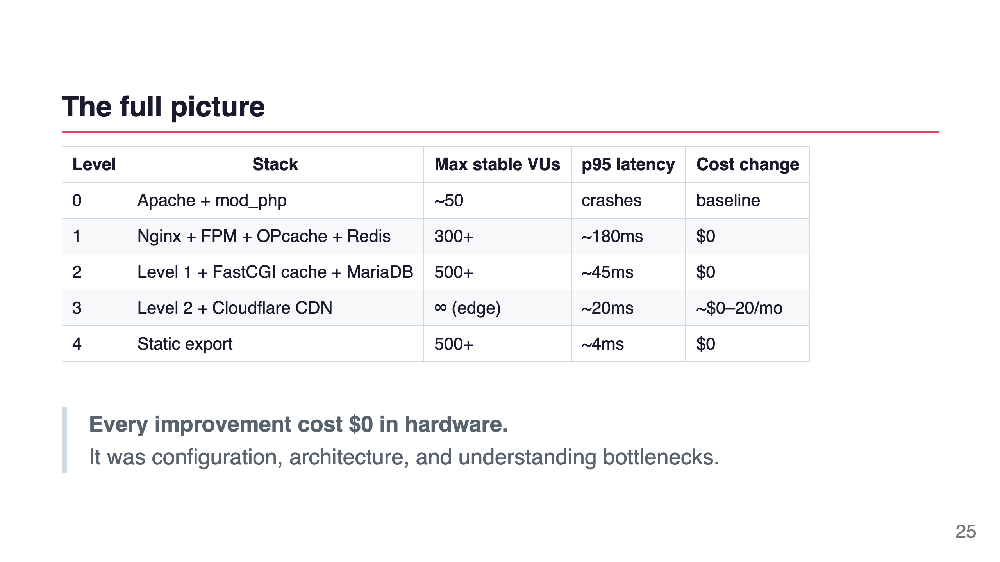 The full picture
Level Stack Max stable VUs p95 latency Cost change
0 Apache + mod_php ~50 crashes baseline
1 Nginx + FPM + OPcache + Redis 300+ ~180ms $0
2 Level 1 + FastCGI cache + MariaDB 500+ ~45ms $0
3 Level 2 + Cloudflare CDN ∞ (edge) ~20ms ~$0–20/mo
4 Static export 500+ ~4ms $0
Every improvement cost $0 in hardware.
It was configuration, architecture, and understanding bottlenecks.
25